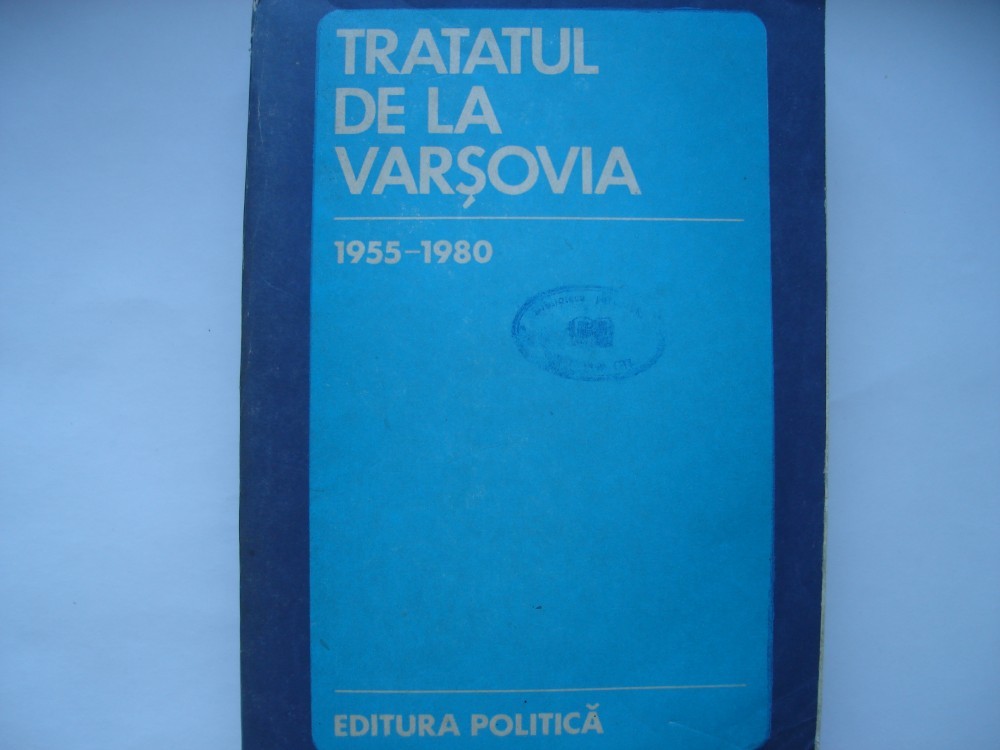 TRATATUL
DE LA
VARŞOVIA
1955-1980
EDITURA POLITICĂ